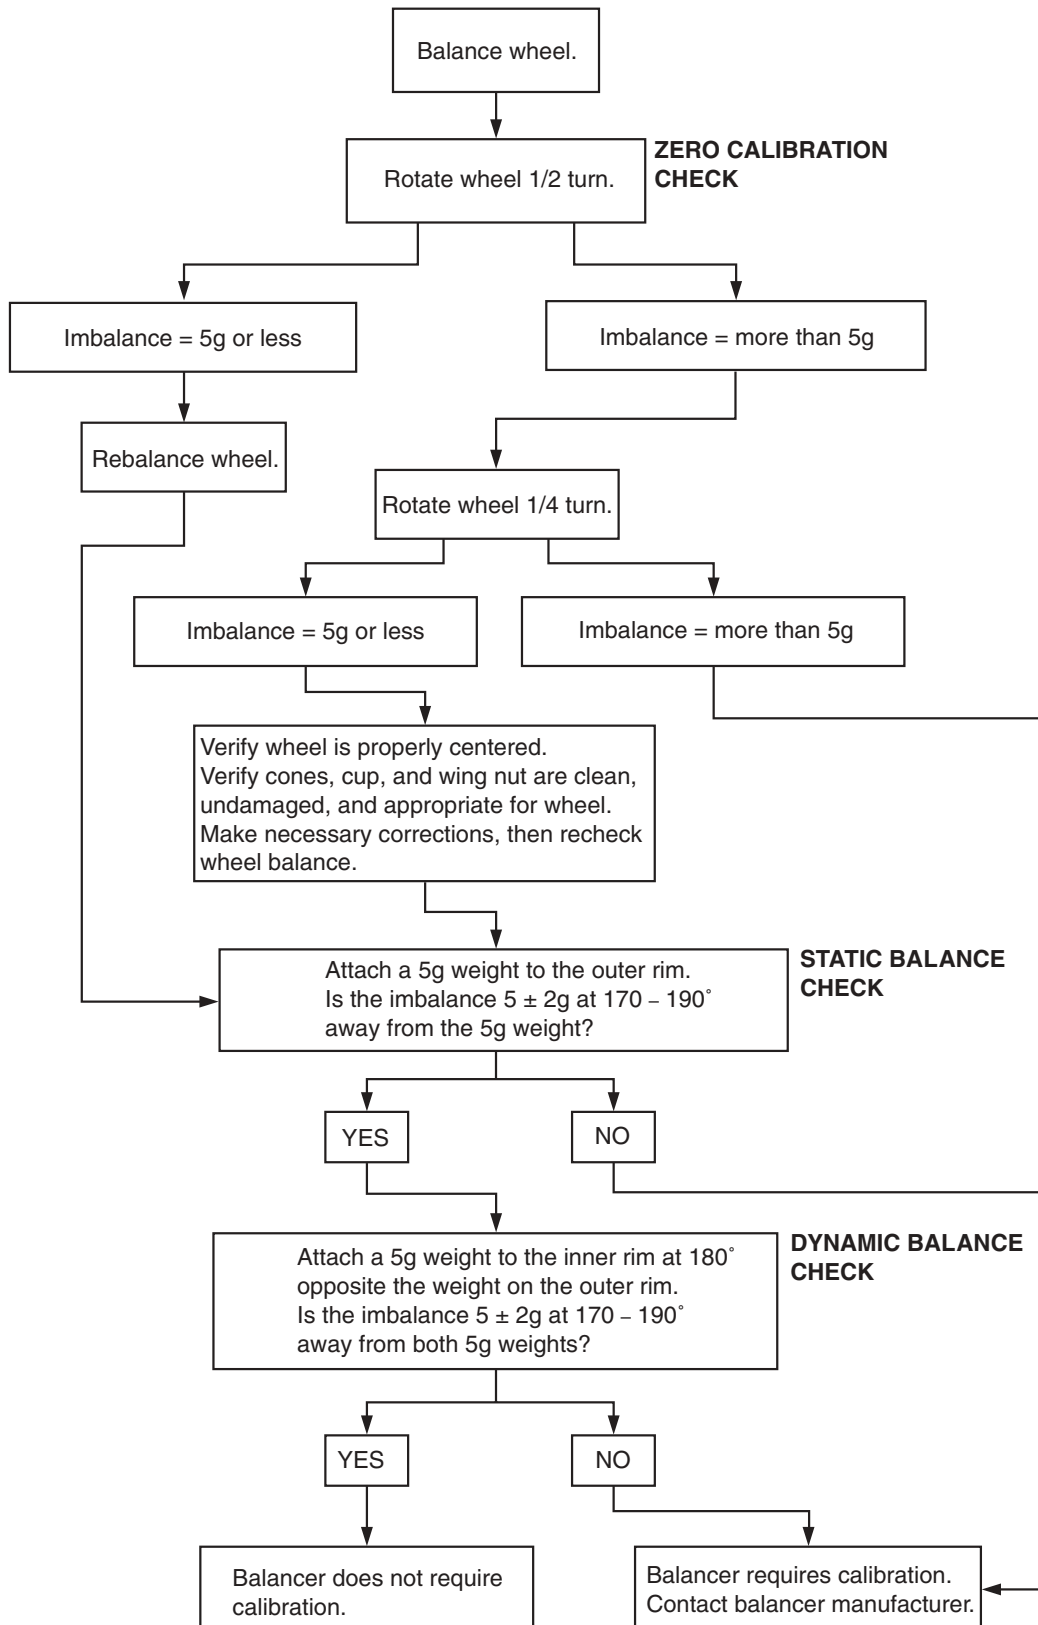 Balance wheel.
ZERO CALIBRATION
CHECK
Rotate wheel 1/2 turn.
Imbalance = 5g or less
Imbalance = more than 5g
Rebalance wheel.
Rotate wheel 1/4 turn.
Imbalance = 5g or less
Imbalance = more than 5g
Verify wheel is properly centered.
Verify cones, cup, and wing nut are clean,
undamaged, and appropriate for wheel.
Make necessary corrections, then recheck
wheel balance.
STATIC BALANCE
CHECK
Attach a 5g weight to the outer rim.
Is the imbalance 5 ± 2g at 170 – 190˚
away from the 5g weight?
YES
NO
DYNAMIC BALANCE
CHECK
Attach a 5g weight to the inner rim at 180˚
opposite the weight on the outer rim.
Is the imbalance 5 ± 2g at 170 – 190˚
away from both 5g weights?
YES
NO
Balancer does not require
calibration.
Balancer requires calibration.
Contact balancer manufacturer.